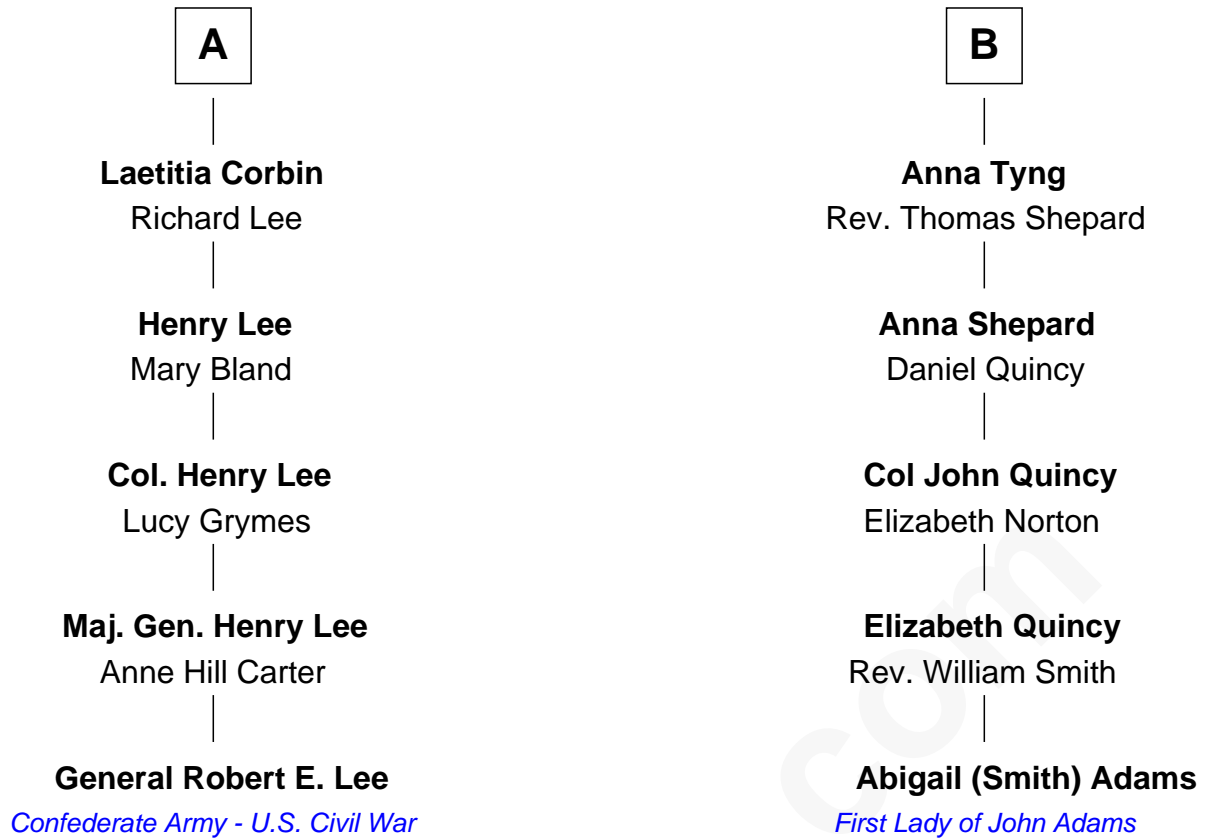 A
Laetitia Corbin
Richard Lee
Henry Lee
Mary Bland
Col. Henry Lee
Lucy Grymes
Maj. Gen. Henry Lee
Anne Hill Carter
General Robert E. Lee
Confederate Army - U.S. Civil War
B
Anna Tyng
Rev. Thomas Shepard
Anna Shepard
Daniel Quincy
Col John Quincy
Elizabeth Norton
Elizabeth Quincy
Rev. William Smith
Abigail (Smith) Adams
First Lady of John Adams
com